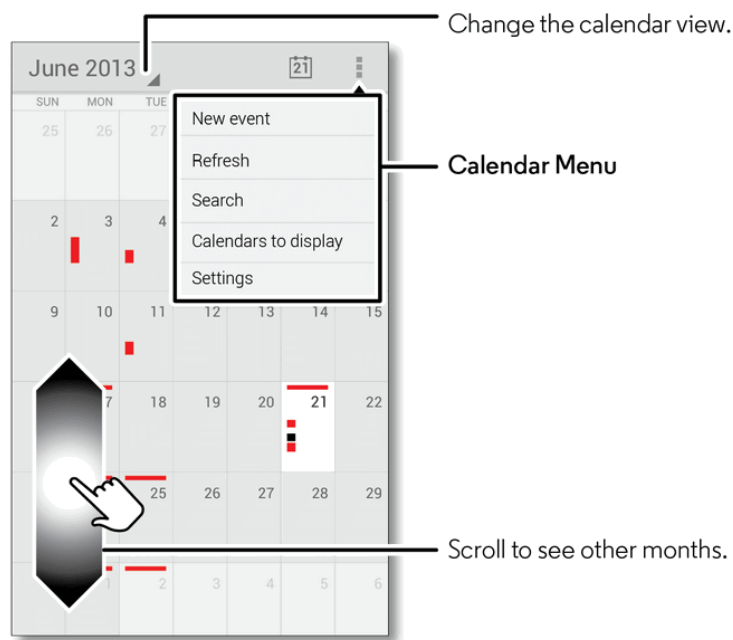 Change the calendar view.
June 2013
21
SUN MON TUE
25 26 27
New event
Refresh
Search
Calendars to display
Settings
Calendar Menu
2 3 4
9 10 11 12 13 14 15
7 18 19 20 21 22
25 26 27 28 29
Scroll to see other months.
1 2 3 4 5 6